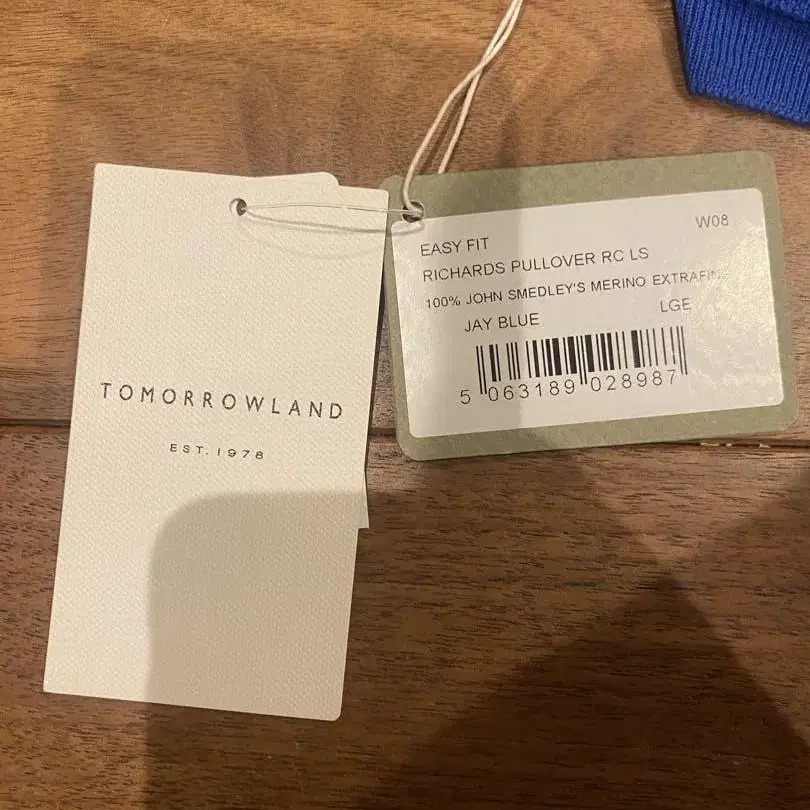 TOMORROWLAND
EST. 1978
W08
EASY FIT
RICHARDS PULLOVER RC LS
100% JOHN SMEDLEY'S MERINO
JAY BLUE LGE
5 063189 028987